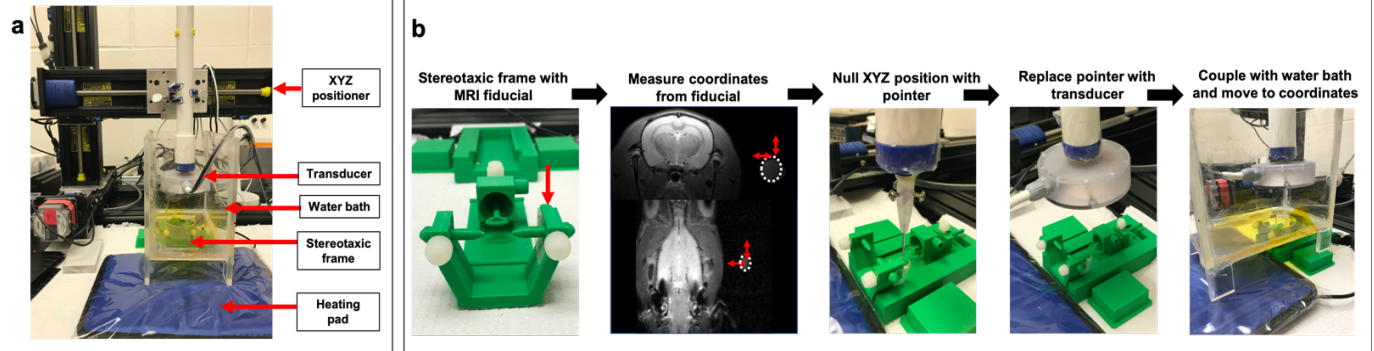 a
XYZ
positioner
Transducer
Water bath
Stereotaxic
frame
Heating
pad
b
Stereotaxic frame with
MRI fiducial
Measure coordinates
from fiducial
Null XYZ position with
pointer
Replace pointer with
transducer
Couple with water bath
and move to coordinates